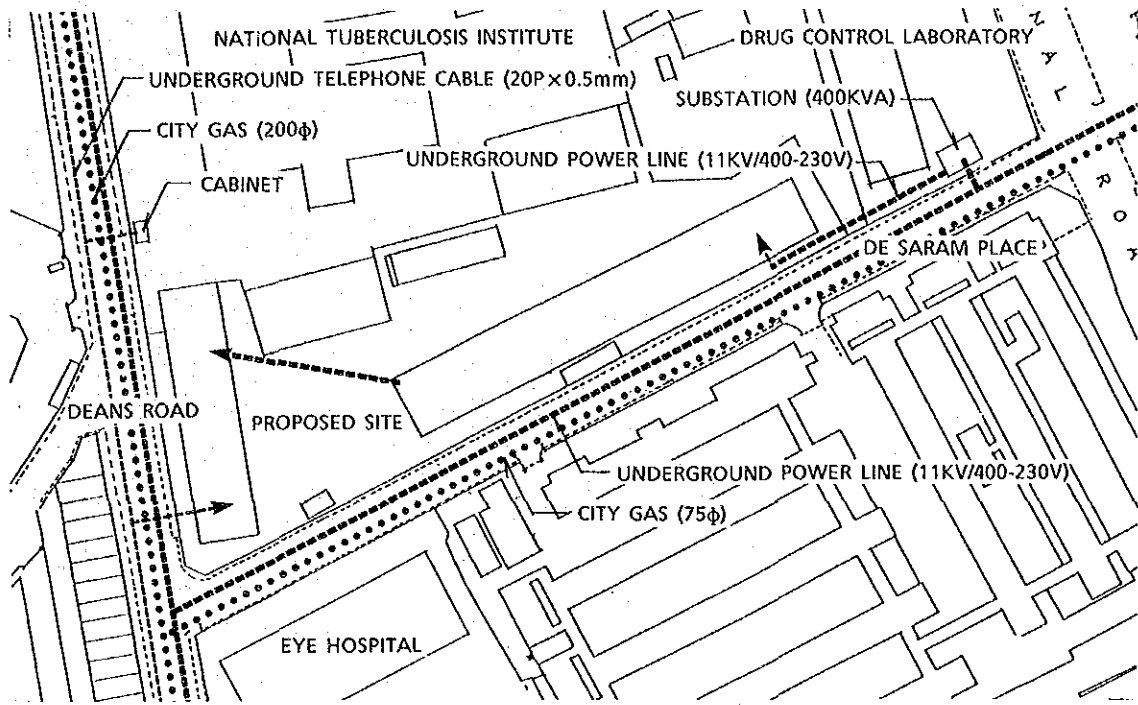 NATIONAL TUBERCULOSIS INSTITUTE
DRUG CONTROL LABORATORY
UNDERGROUND TELEPHONE CABLE (20P×0.5mm)
SUBSTATION (400KVA)
CITY GAS (200ϕ)
UNDERGROUND POWER LINE (11KV/400-230V)
CABINET
DE SARAM PLACE
DEANS ROAD
PROPOSED SITE
UNDERGROUND POWER LINE (11KV/400-230V)
CITY GAS (75ϕ)
EYE HOSPITAL